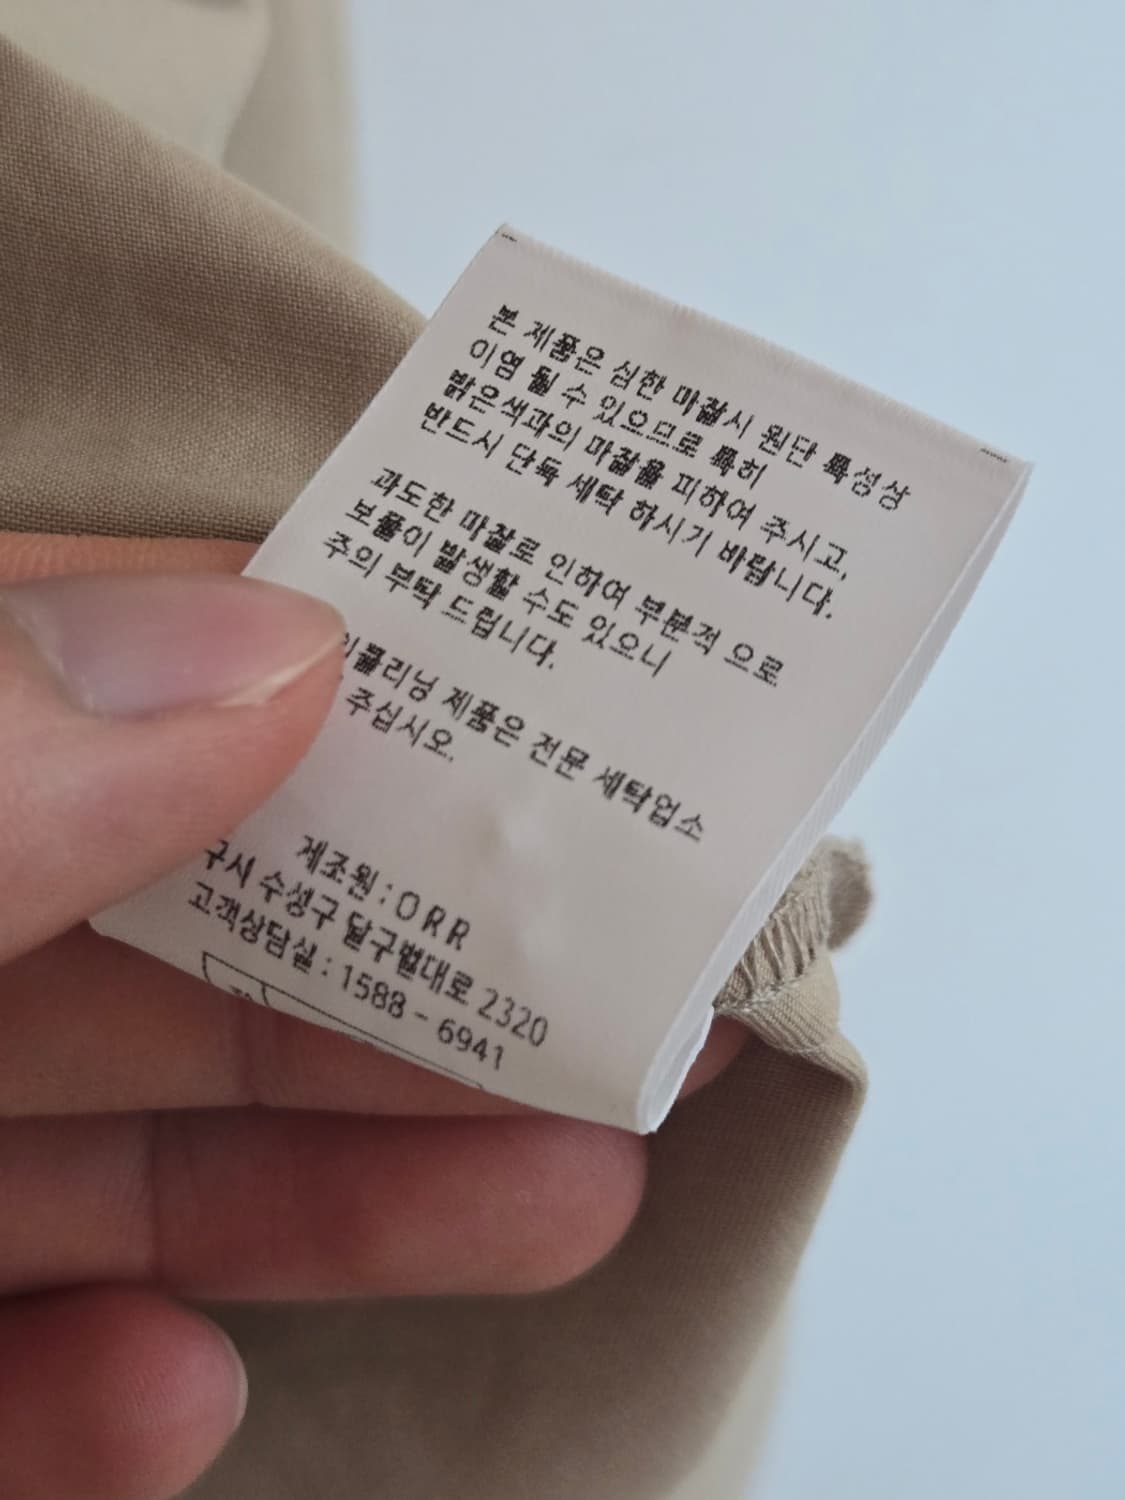 본 제품은 심한 마찰시 원단 특성상
이염 될 수 있으므로 특히
밝은색과의 마찰을 피하여 주시고,
반드시 단독 세탁 하시기 바랍니다.
과도한 마찰로 인하여 부분적 으로
보풀이 발생할 수도 있으니
주의 부탁 드립니다.
이클리닝 제품은 전문 세탁업소
주십시오.
제조원 : ORR
구시 수성구 달구벌대로 2320
고객상담실 : 1588 - 6941